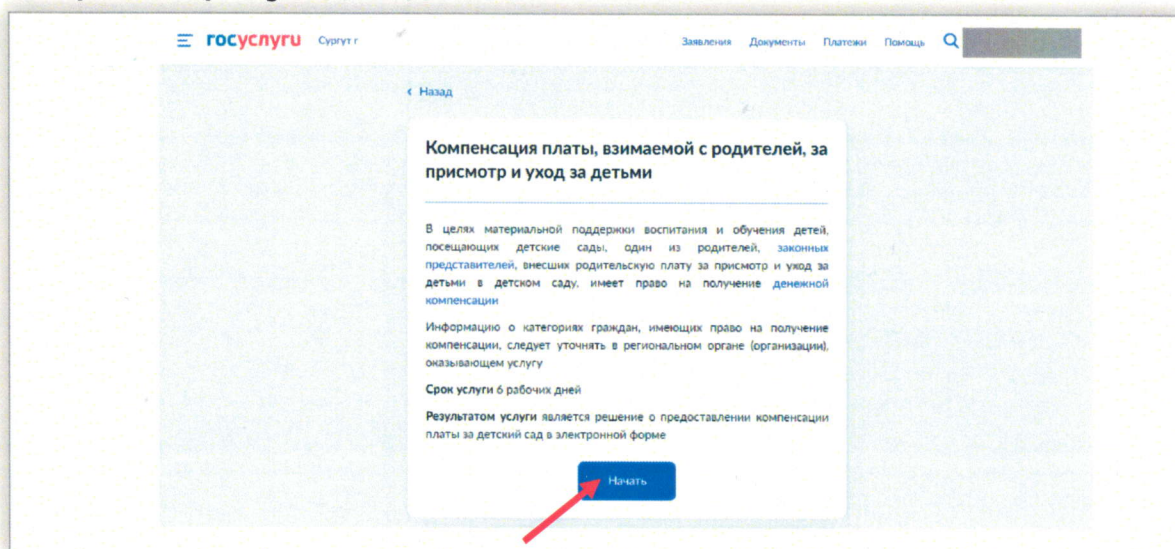 госуслуги Сургут г Заявления Документы Платежи Помощь
Назад
Компенсация платы, взимаемой с родителей, за
присмотр и уход за детьми
В целях материальной поддержки воспитания и обучения детей,
посещающих детские сады, один из родителей, законных
представителей, внесших родительскую плату за присмотр и уход за
детьми в детском саду, имеет право на получение денежной
компенсации
Информацию о категориях граждан, имеющих право на получение
компенсации, следует уточнять в региональном органе (организации),
оказывающем услугу
Срок услуги 6 рабочих дней
Результатом услуги является решение о предоставлении компенсации
платы за детский сад в электронной форме
Начать